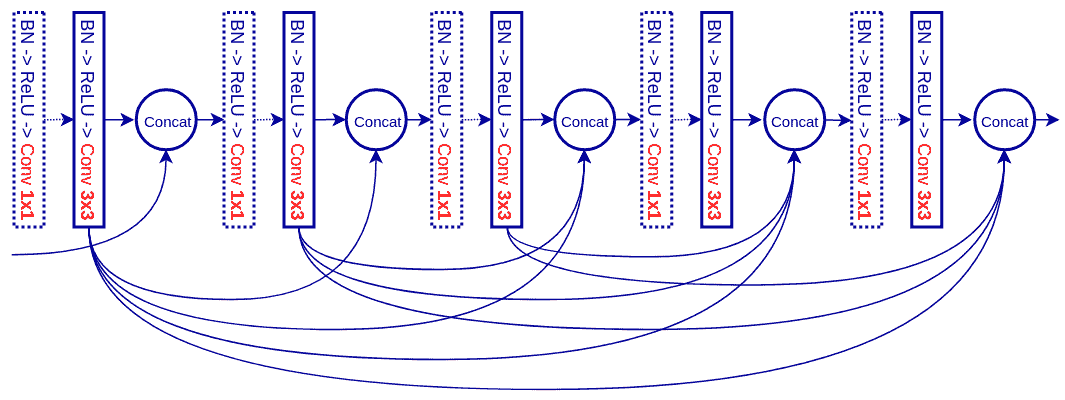 BN -> ReLU -> Conv 1x1
BN -> ReLU -> Conv 3x3
Concat
BN -> ReLU -> Conv 1x1
BN -> ReLU -> Conv 3x3
Concat
BN -> ReLU -> Conv 1x1
BN -> ReLU -> Conv 3x3
Concat
BN -> ReLU -> Conv 1x1
BN -> ReLU -> Conv 3x3
Concat
BN -> ReLU -> Conv 1x1
BN -> ReLU -> Conv 3x3
Concat